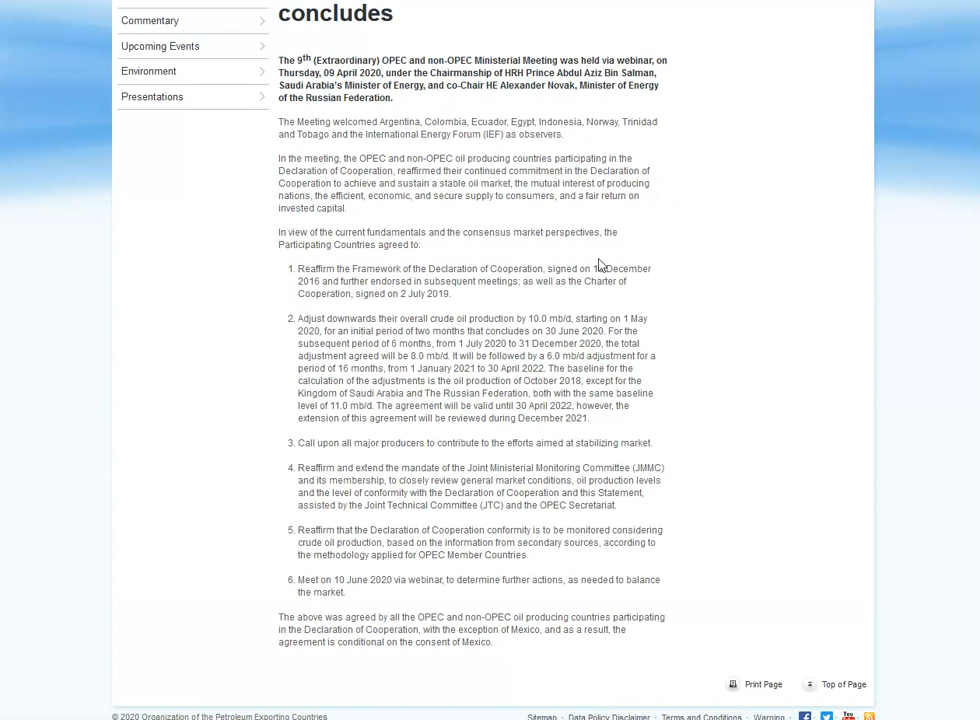 concludes
Commentary
Upcoming Events
Environment
Presentations
The 9th (Extraordinary) OPEC and non-OPEC Ministerial Meeting was held via webinar, on
Thursday, 09 April 2020, under the Chairmanship of HRH Prince Abdul Aziz Bin Salman,
Saudi Arabia's Minister of Energy, and co-Chair HE Alexander Novak, Minister of Energy
of the Russian Federation.
The Meeting welcomed Argentina, Colombia, Ecuador, Egypt, Indonesia, Norway, Trinidad
and Tobago and the International Energy Forum (IEF) as observers.
In the meeting, the OPEC and non-OPEC oil producing countries participating in the
Declaration of Cooperation, reaffirmed their continued commitment in the Declaration of
Cooperation to achieve and sustain a stable oil market, the mutual interest of producing
nations, the efficient, economic, and secure supply to consumers, and a fair return on
invested capital.
In view of the current fundamentals and the consensus market perspectives, the
Participating Countries agreed to:
1. Reaffirm the Framework of the Declaration of Cooperation, signed on December
2016 and further endorsed in subsequent meetings; as well as the Charter of
Cooperation, signed on 2 July 2019.
2. Adjust downwards their overall crude oil production by 10.0 mb/d, starting on 1 May
2020, for an initial period of two months that concludes on 30 June 2020. For the
subsequent period of 6 months, from 1 July 2020 to 31 December 2020, the total
adjustment agreed will be 8.0 mb/d. It will be followed by a 6.0 mb/d adjustment for a
period of 16 months, from 1 January 2021 to 30 April 2022. The baseline for the
calculation of the adjustments is the oil production of October 2018, except for the
Kingdom of Saudi Arabia and The Russian Federation, both with the same baseline
level of 11.0 mb/d. The agreement will be valid until 30 April 2022, however, the
extension of this agreement will be reviewed during December 2021.
3. Call upon all major producers to contribute to the efforts aimed at stabilizing market.
4. Reaffirm and extend the mandate of the Joint Ministerial Monitoring Committee (JMMC)
and its membership, to closely review general market conditions, oil production levels
and the level of conformity with the Declaration of Cooperation and this Statement,
assisted by the Joint Technical Committee (JTC) and the OPEC Secretariat.
5. Reaffirm that the Declaration of Cooperation conformity is to be monitored considering
crude oil production, based on the information from secondary sources, according to
the methodology applied for OPEC Member Countries.
6. Meet on 10 June 2020 via webinar, to determine further actions, as needed to balance
the market.
The above was agreed by all the OPEC and non-OPEC oil producing countries participating
in the Declaration of Cooperation, with the exception of Mexico, and as a result, the
agreement is conditional on the consent of Mexico.
Print Page Top of Page
© 2020 Organization of the Petroleum Exporting Countries
Sitemap · Data Policy Disclaimer · Terms and Conditions · Warning ·